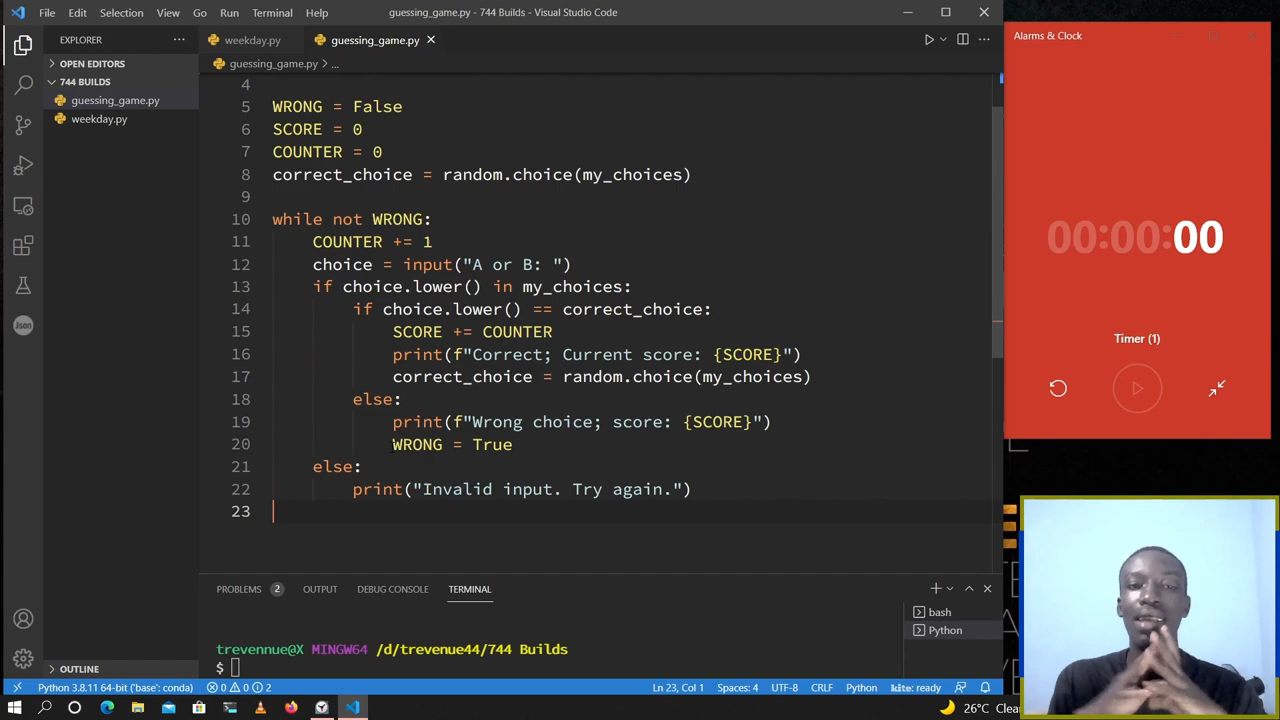 File Edit Selection View Go Run Terminal Help
guessing_game.py - 744 Builds - Visual Studio Code
Alarms & Clock
EXPLORER
weekday.py
guessing_game.py
OPEN EDITORS
744 BUILDS
guessing_game.py
weekday.py
guessing_game.py > ...
4
5 WRONG = False
6 SCORE = 0
7 COUNTER = 0
8 correct_choice = random.choice(my_choices)
9
10 while not WRONG:
11 COUNTER += 1
12 choice = input("A or B: ")
13 if choice.lower() in my_choices:
14 if choice.lower() == correct_choice:
15 SCORE += COUNTER
16 print(f"Correct; Current score: {SCORE}")
17 correct_choice = random.choice(my_choices)
18 else:
19 print(f"Wrong choice; score: {SCORE}")
20 WRONG = True
21 else:
22 print("Invalid input. Try again.")
23
00:00:00
Timer (1)
PROBLEMS 2 OUTPUT DEBUG CONSOLE TERMINAL
bash
Python
trevennue@X MINGW64 /d/trevenue44/744 Builds
$
Json
OUTLINE
Python 3.8.11 64-bit ('base': conda) 0 0 2
Ln 23, Col 1 Spaces: 4 UTF-8 CRLF Python kite: ready
26°C Clear